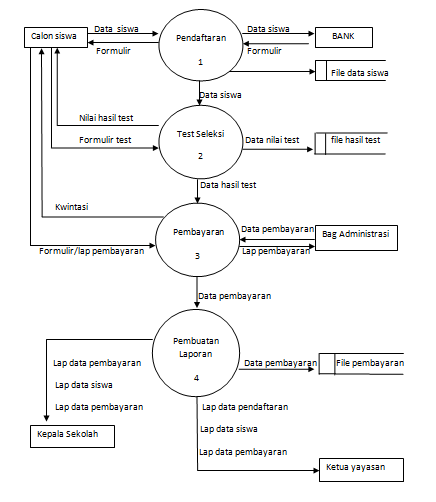 Calon siswa
Data siswa
Formulir
Pendaftaran
1
Data siswa
Formulir
BANK
File data siswa
Data siswa
Nilai hasil test
Formulir test
Test Seleksi
2
Data nilai test
file hasil test
Data hasil test
Kwintasi
Formulir/lap pembayaran
Pembayaran
3
Data pembayaran
Lap pembayaran
Bag Administrasi
Data pembayaran
Pembuatan
Laporan
4
Data pembayaran
File pembayaran
Lap data pembayaran
Lap data siswa
Lap data pembayaran
Kepala Sekolah
Lap data pendaftaran
Lap data siswa
Lap data pembayaran
Ketua yayasan